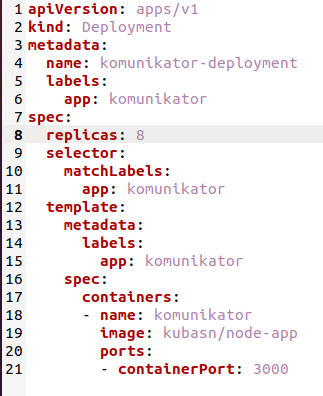 1 apiVersion: apps/v1
2 kind: Deployment
3 metadata:
4   name: komunikator-deployment
5   labels:
6     app: komunikator
7 spec:
8   replicas: 8
9   selector:
10     matchLabels:
11       app: komunikator
12   template:
13     metadata:
14       labels:
15         app: komunikator
16     spec:
17       containers:
18       - name: komunikator
19         image: kubasn/node-app
20         ports:
21         - containerPort: 3000